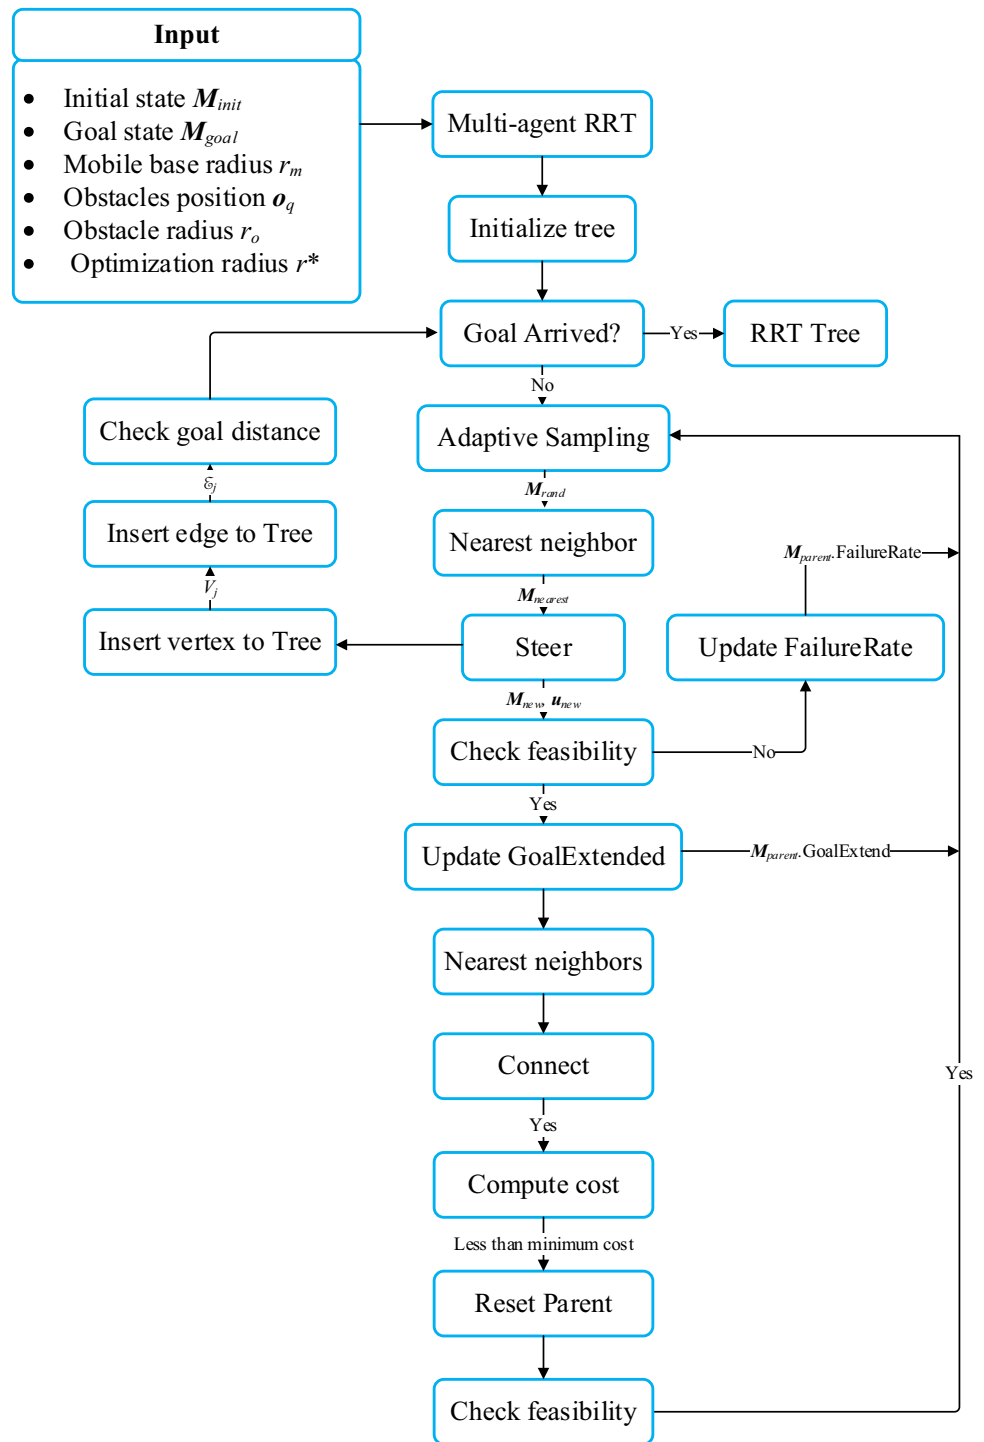 Input
• Initial state M_init
• Goal state M_goal
• Mobile base radius r_m
• Obstacles position o_q
• Obstacle radius r_o
• Optimization radius r*
Multi-agent RRT
Initialize tree
Goal Arrived?
Yes
RRT Tree
No
Check goal distance
Adaptive Sampling
ℰ_j
M_rand
Insert edge to Tree
Nearest neighbor
M_parent.FailureRate
V_j
M_nearest
Insert vertex to Tree
Steer
Update FailureRate
M_new, u_new
Check feasibility
No
Yes
Update GoalExtended
M_parent.GoalExtend
Nearest neighbors
Connect
Yes
Yes
Compute cost
Less than minimum cost
Reset Parent
Check feasibility